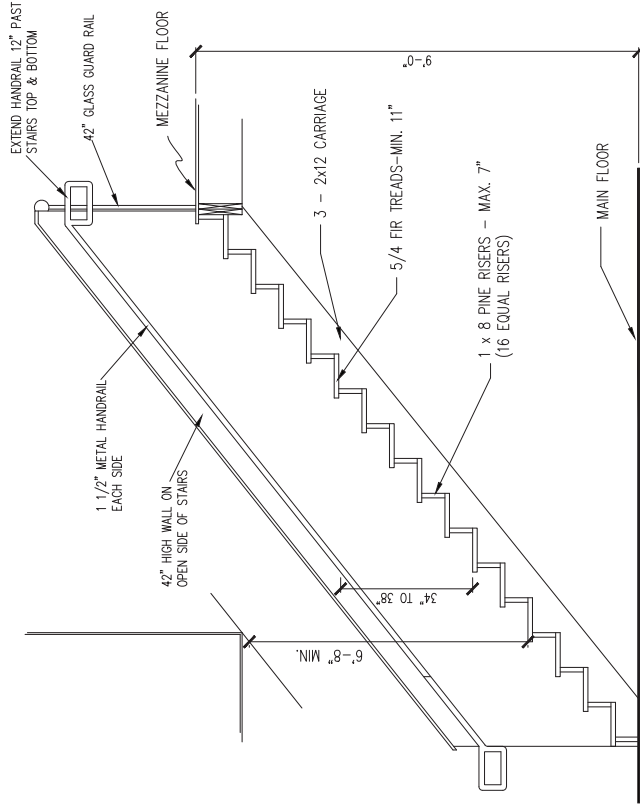 EXTEND HANDRAIL 12" PAST
STAIRS TOP & BOTTOM
42" GLASS GUARD RAIL
MEZZANINE FLOOR
1 1/2" METAL HANDRAIL
EACH SIDE
42" HIGH WALL ON
OPEN SIDE OF STAIRS
9'-0"
3 - 2x12 CARRIAGE
5/4 FIR TREADS-MIN. 11"
1 x 8 PINE RISERS - MAX. 7"
(16 EQUAL RISERS)
34" TO 38"
6'-8" MIN.
MAIN FLOOR